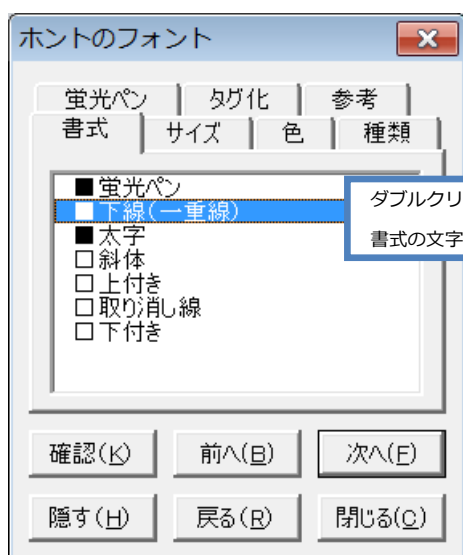 ホントのフォント
蛍光ペン タグ化 参考
書式 サイズ 色 種類
■蛍光ペン
■下線(一重線)
■太字
□斜体
□上付き
□取り消し線
□下付き
ダブルクリ
書式の文字
確認(K) 前へ(B) 次へ(F)
隠す(H) 戻る(R) 閉じる(C)